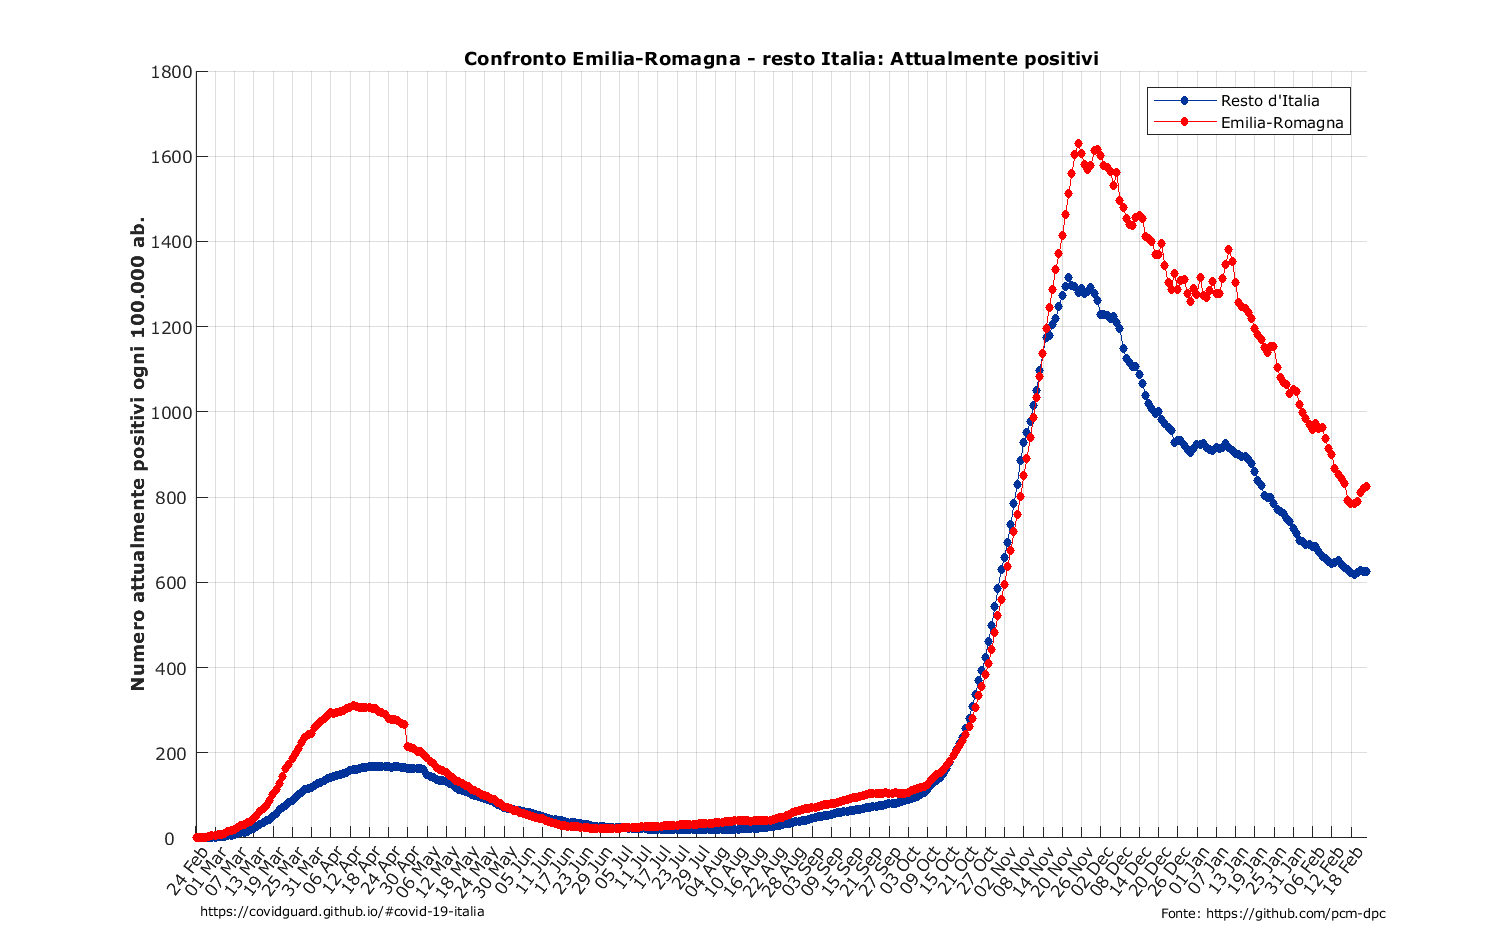 Confronto Emilia-Romagna - resto Italia: Attualmente positivi
Resto d'Italia
Emilia-Romagna
Numero attualmente positivi ogni 100.000 ab.
1800
1600
1400
1200
1000
800
600
400
200
0
24 Feb
01 Mar
07 Mar
13 Mar
19 Mar
25 Mar
31 Mar
06 Apr
12 Apr
18 Apr
24 Apr
30 Apr
06 May
12 May
18 May
24 May
30 May
05 Jun
11 Jun
17 Jun
23 Jun
29 Jun
05 Jul
11 Jul
17 Jul
23 Jul
29 Jul
04 Aug
10 Aug
16 Aug
22 Aug
28 Aug
03 Sep
09 Sep
15 Sep
21 Sep
27 Sep
03 Oct
09 Oct
15 Oct
21 Oct
27 Oct
02 Nov
08 Nov
14 Nov
20 Nov
26 Nov
02 Dec
08 Dec
14 Dec
20 Dec
26 Dec
01 Jan
07 Jan
13 Jan
19 Jan
25 Jan
31 Jan
06 Feb
12 Feb
18 Feb
https://covidguard.github.io/#covid-19-italia
Fonte: https://github.com/pcm-dpc